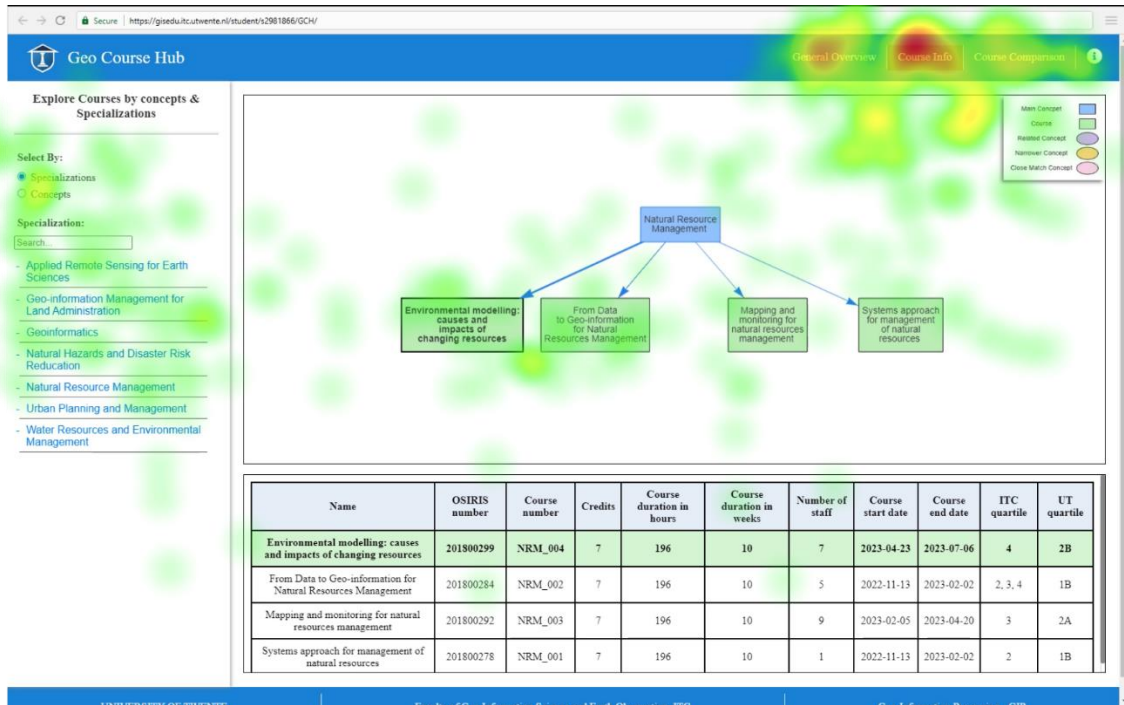 Secure | https://gisedu.itc.utwente.nl/student/s2981866/GCH/
Geo Course Hub
General Overview
Course Info
Course Comparison
i
Explore Courses by concepts &
Specializations
Select By:
Specializations
Concepts
Specialization:
Search...
- Applied Remote Sensing for Earth
Sciences
- Geo-information Management for
Land Administration
- Geoinformatics
- Natural Hazards and Disaster Risk
Reducation
- Natural Resource Management
- Urban Planning and Management
- Water Resources and Environmental
Management
Main Concpet
Course
Related Concept
Narrower Concept
Close Match Concept
Natural Resource
Management
Environmental modelling:
causes and
impacts of
changing resources
From Data
to Geo-information
for Natural
Resources Management
Mapping and
monitoring for
natural resources
management
Systems approach
for management
of natural
resources
Name | OSIRIS number | Course number | Credits | Course duration in hours | Course duration in weeks | Number of staff | Course start date | Course end date | ITC quartile | UT quartile
Environmental modelling: causes and impacts of changing resources | 201800299 | NRM_004 | 7 | 196 | 10 | 7 | 2023-04-23 | 2023-07-06 | 4 | 2B
From Data to Geo-information for Natural Resources Management | 201800284 | NRM_002 | 7 | 196 | 10 | 5 | 2022-11-13 | 2023-02-02 | 2, 3, 4 | 1B
Mapping and monitoring for natural resources management | 201800292 | NRM_003 | 7 | 196 | 10 | 9 | 2023-02-05 | 2023-04-20 | 3 | 2A
Systems approach for management of natural resources | 201800278 | NRM_001 | 7 | 196 | 10 | 1 | 2022-11-13 | 2023-02-02 | 2 | 1B